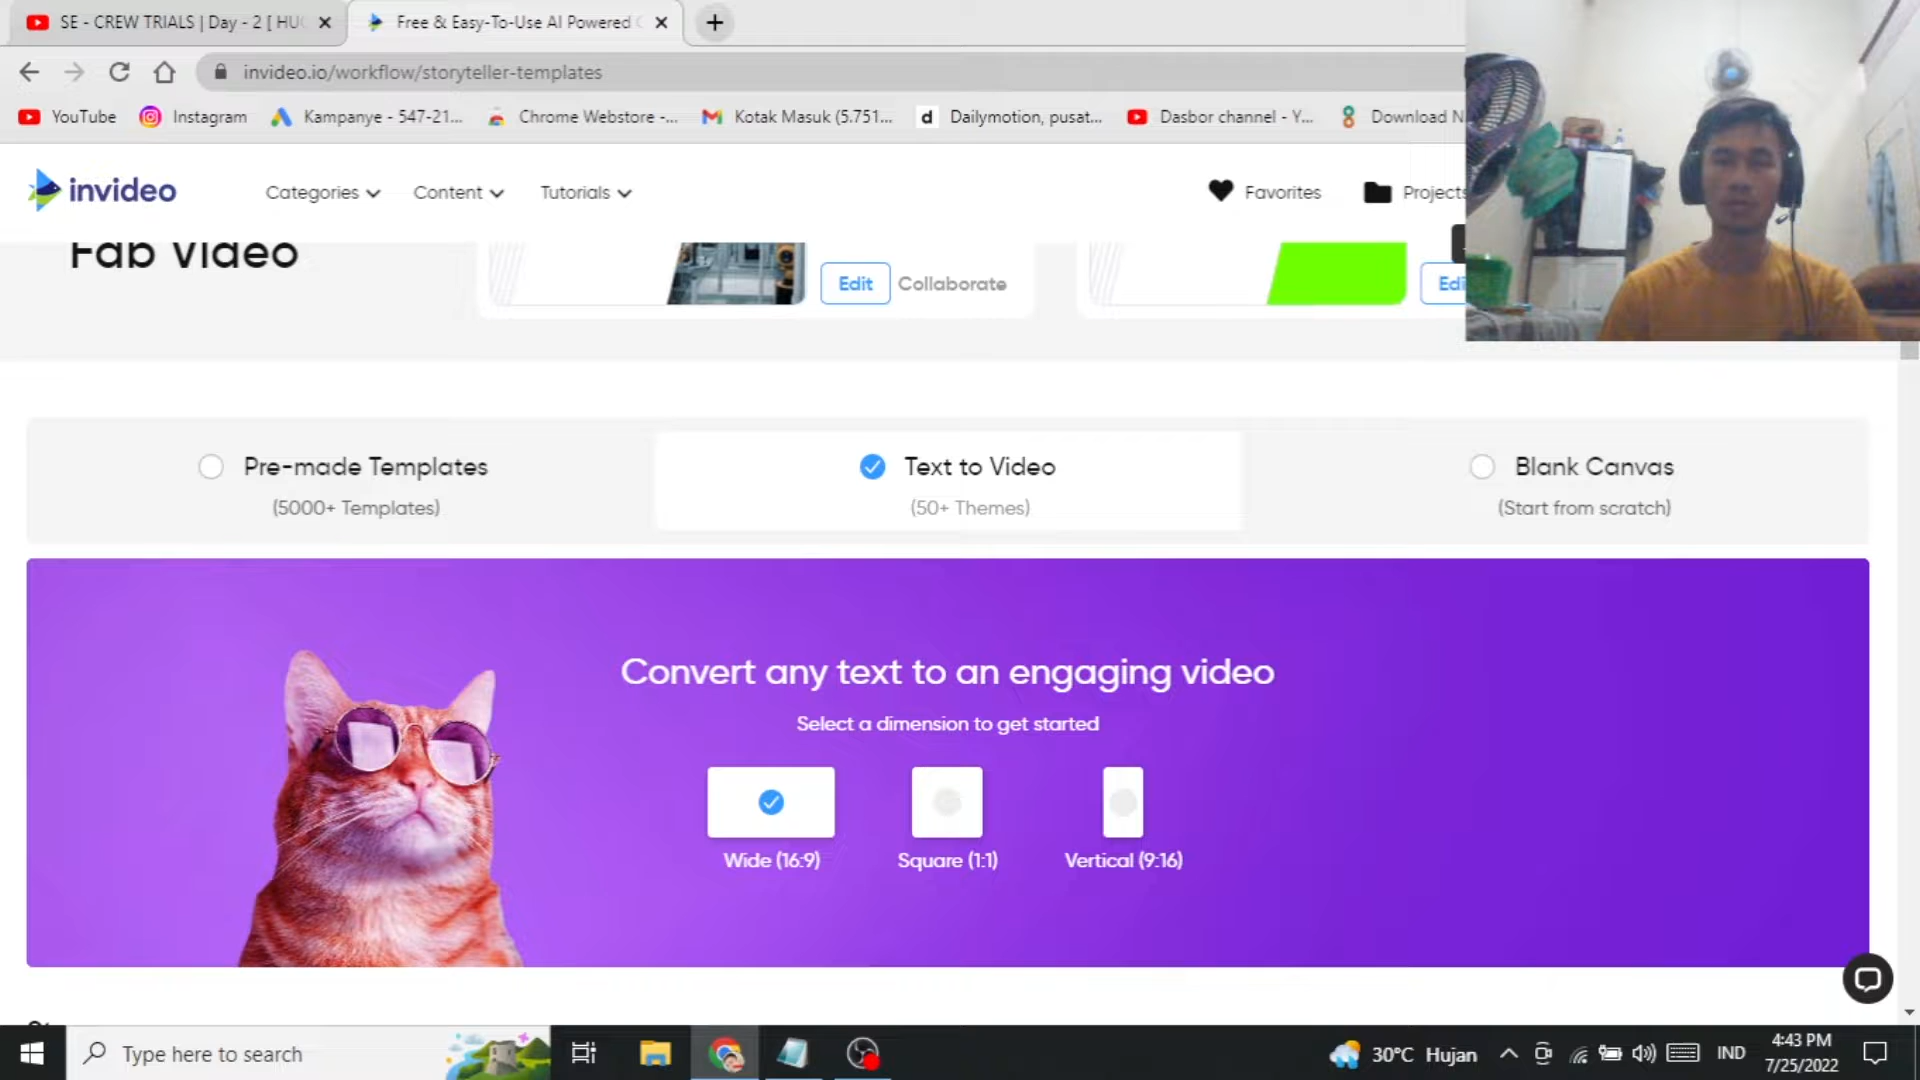 SE - CREW TRIALS | Day - 2 [ HU
Free & Easy-To-Use AI Powered
invideo.io/workflow/storyteller-templates
YouTube
Instagram
Kampanye - 547-21...
Chrome Webstore -...
Kotak Masuk (5.751...
Dailymotion, pusat...
Dasbor channel - Y...
Download N
invideo
Categories
Content
Tutorials
Favorites
Projects
Fab Video
Edit
Collaborate
Edi
Pre-made Templates
(5000+ Templates)
Text to Video
(50+ Themes)
Blank Canvas
(Start from scratch)
Convert any text to an engaging video
Select a dimension to get started
Wide (16:9)
Square (1:1)
Vertical (9:16)
Type here to search
30°C Hujan
IND
4:43 PM
7/25/2022